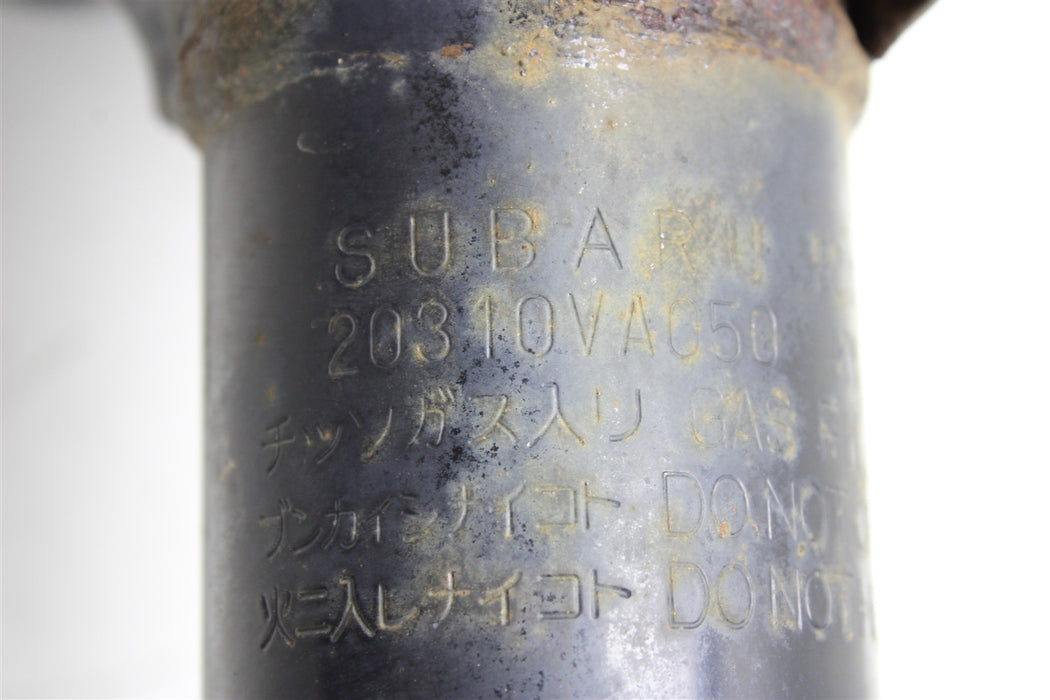 SUBARU
20310VAC50
チッソガス入リ GAS
ブンカイシナイコト DO NOT
火ニ入レナイコト DO NOT